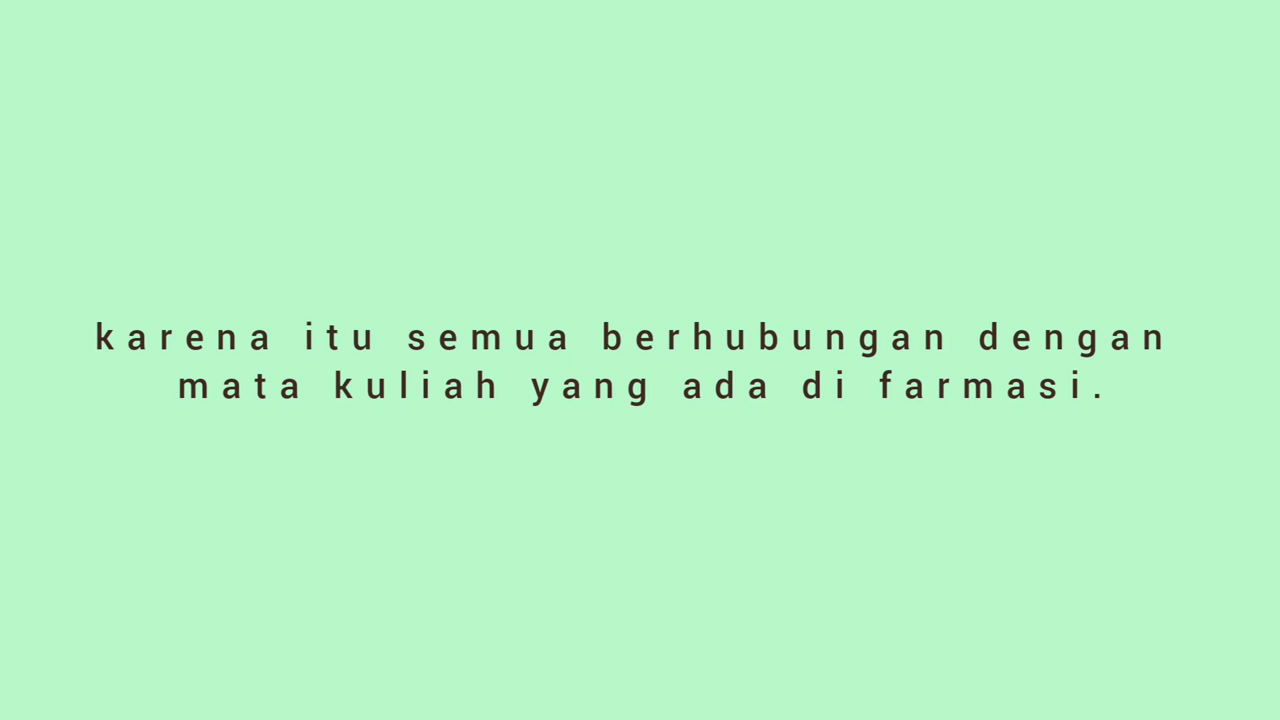 karena itu semua berhubungan dengan
mata kuliah yang ada di farmasi.